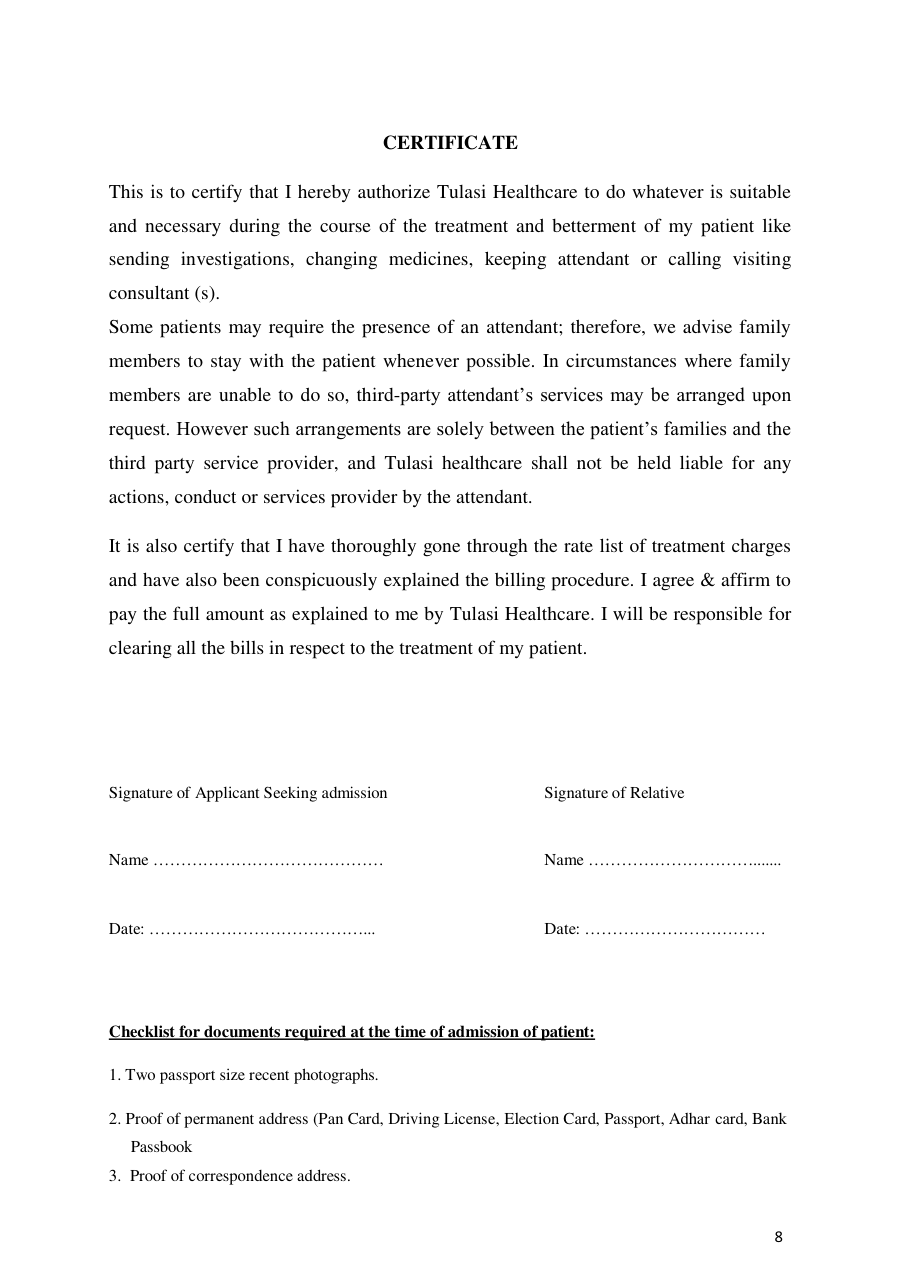 CERTIFICATE
This is to certify that I hereby authorize Tulasi Healthcare to do whatever is suitable
and necessary during the course of the treatment and betterment of my patient like
sending investigations, changing medicines, keeping attendant or calling visiting
consultant (s).
Some patients may require the presence of an attendant; therefore, we advise family
members to stay with the patient whenever possible. In circumstances where family
members are unable to do so, third-party attendant’s services may be arranged upon
request. However such arrangements are solely between the patient’s families and the
third party service provider, and Tulasi healthcare shall not be held liable for any
actions, conduct or services provider by the attendant.
It is also certify that I have thoroughly gone through the rate list of treatment charges
and have also been conspicuously explained the billing procedure. I agree & affirm to
pay the full amount as explained to me by Tulasi Healthcare. I will be responsible for
clearing all the bills in respect to the treatment of my patient.
Signature of Applicant Seeking admission Signature of Relative
Name …………………………………… Name ………………………….......
Date: …………………………………... Date: ……………………………
Checklist for documents required at the time of admission of patient:
1. Two passport size recent photographs.
2. Proof of permanent address (Pan Card, Driving License, Election Card, Passport, Adhar card, Bank
Passbook
3. Proof of correspondence address.
8